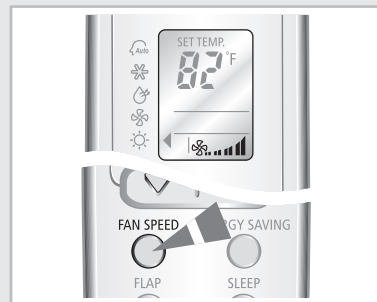 Auto
SET TEMP.
82°F
FAN SPEED
RGY SAVING
FLAP
SLEEP